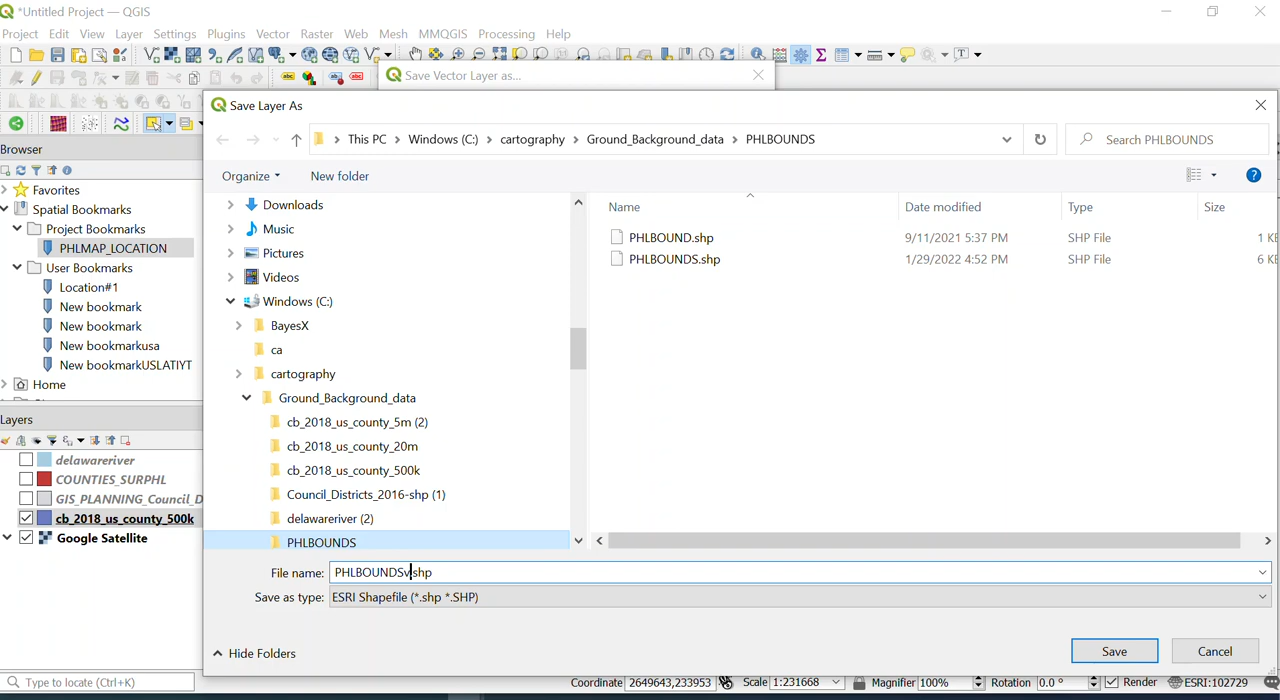 *Untitled Project — QGIS
Project Edit View Layer Settings Plugins Vector Raster Web Mesh MMQGIS Processing Help
Save Vector Layer as...
Save Layer As
This PC > Windows (C:) > cartography > Ground_Background_data > PHLBOUNDS
Search PHLBOUNDS
Organize New folder
Browser
Favorites
Spatial Bookmarks
Project Bookmarks
PHLMAP_LOCATION
User Bookmarks
Location#1
New bookmark
New bookmark
New bookmarkusa
New bookmarkUSLATIYT
Home
Layers
delawareriver
COUNTIES_SURPHL
GIS_PLANNING_Council_D
cb_2018_us_county_500k
Google Satellite
Downloads
Music
Pictures
Videos
Windows (C:)
BayesX
ca
cartography
Ground_Background_data
cb_2018_us_county_5m (2)
cb_2018_us_county_20m
cb_2018_us_county_500k
Council_Districts_2016-shp (1)
delawareriver (2)
PHLBOUNDS
Name Date modified Type Size
PHLBOUND.shp 9/11/2021 5:37 PM SHP File 1 KB
PHLBOUNDS.shp 1/29/2022 4:52 PM SHP File 6 KB
File name: PHLBOUNDSv.shp
Save as type: ESRI Shapefile (*.shp *.SHP)
Hide Folders
Save Cancel
Type to locate (Ctrl+K)
Coordinate 2649643,233953 Scale 1:231668 Magnifier 100% Rotation 0.0 ° Render ESRI:102729